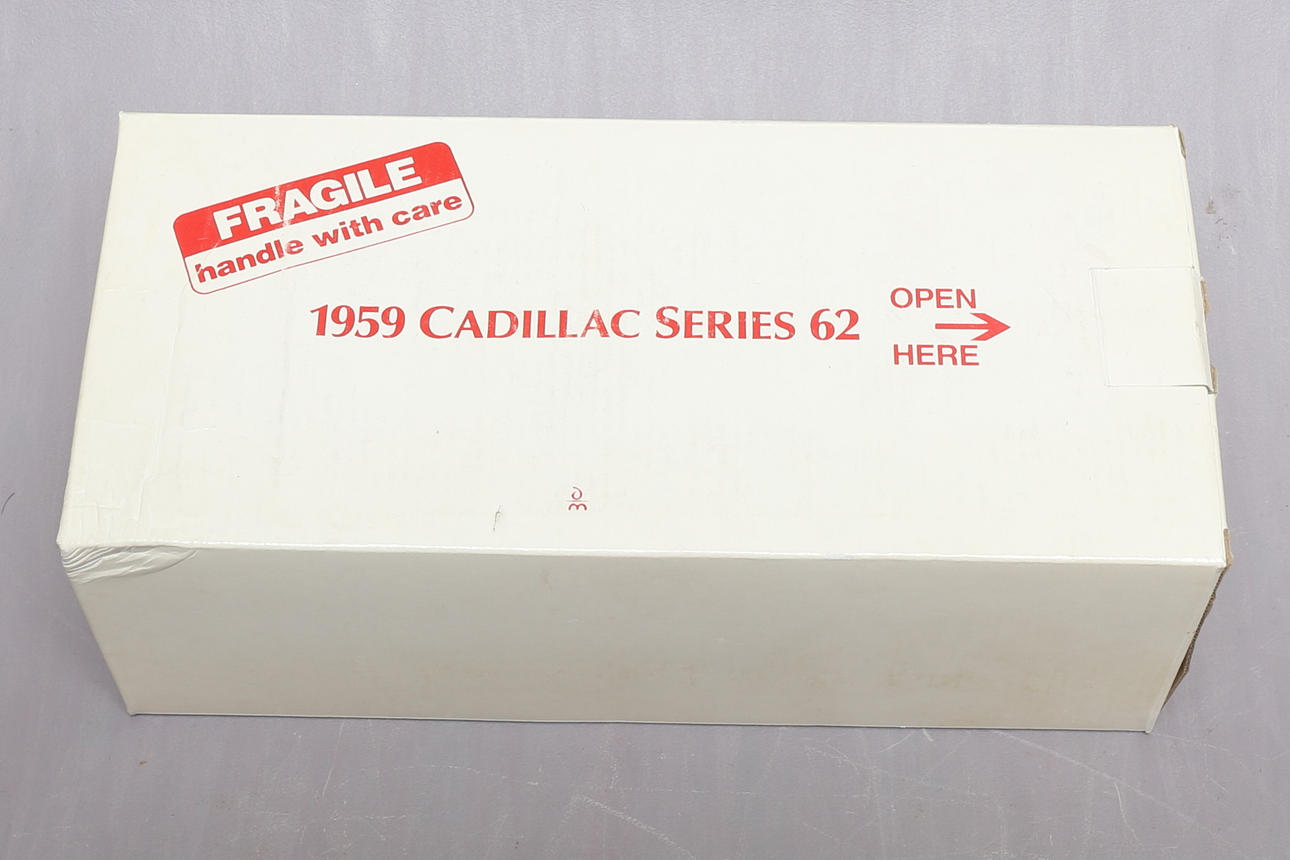 FRAGILE
handle with care
1959 CADILLAC SERIES 62
OPEN
HERE